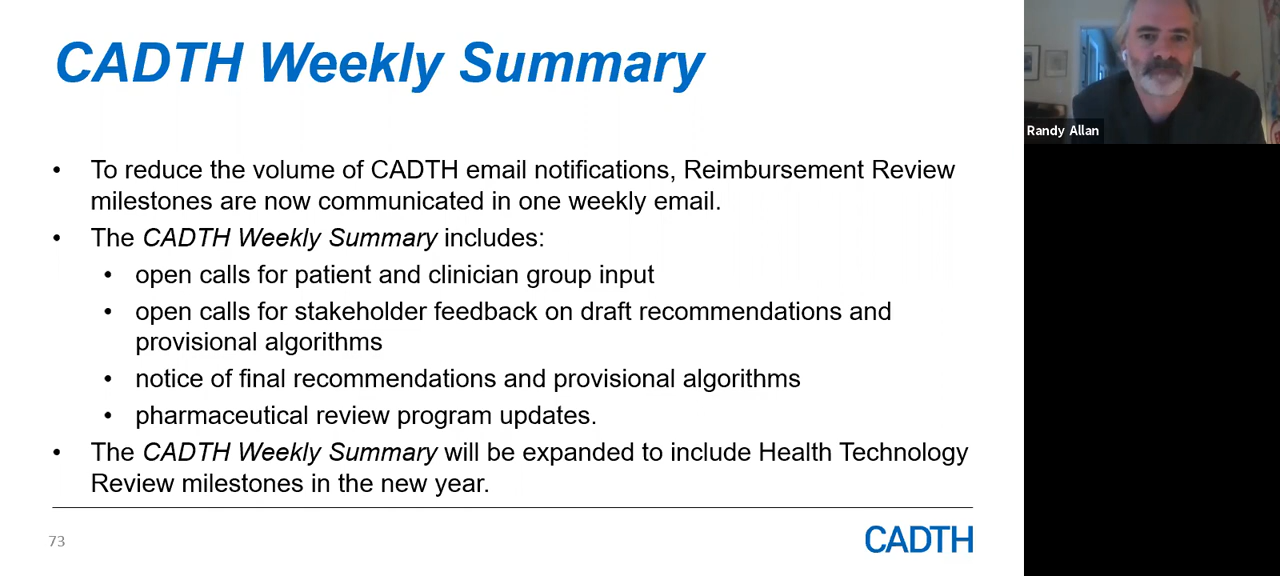 CADTH Weekly Summary
• To reduce the volume of CADTH email notifications, Reimbursement Review
milestones are now communicated in one weekly email.
• The CADTH Weekly Summary includes:
• open calls for patient and clinician group input
• open calls for stakeholder feedback on draft recommendations and
provisional algorithms
• notice of final recommendations and provisional algorithms
• pharmaceutical review program updates.
• The CADTH Weekly Summary will be expanded to include Health Technology
Review milestones in the new year.
73
CADTH
Randy Allan